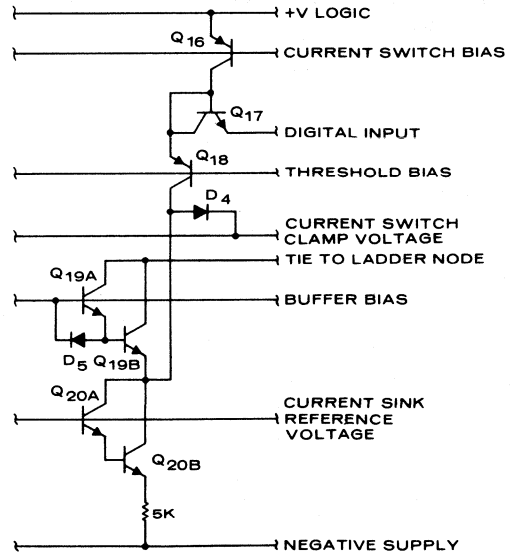 +V LOGIC
Q16
CURRENT SWITCH BIAS
Q17
DIGITAL INPUT
Q18
THRESHOLD BIAS
D4
CURRENT SWITCH
CLAMP VOLTAGE
TIE TO LADDER NODE
Q19A
BUFFER BIAS
D5 Q19B
Q20A
CURRENT SINK
REFERENCE
VOLTAGE
Q20B
5K
NEGATIVE SUPPLY